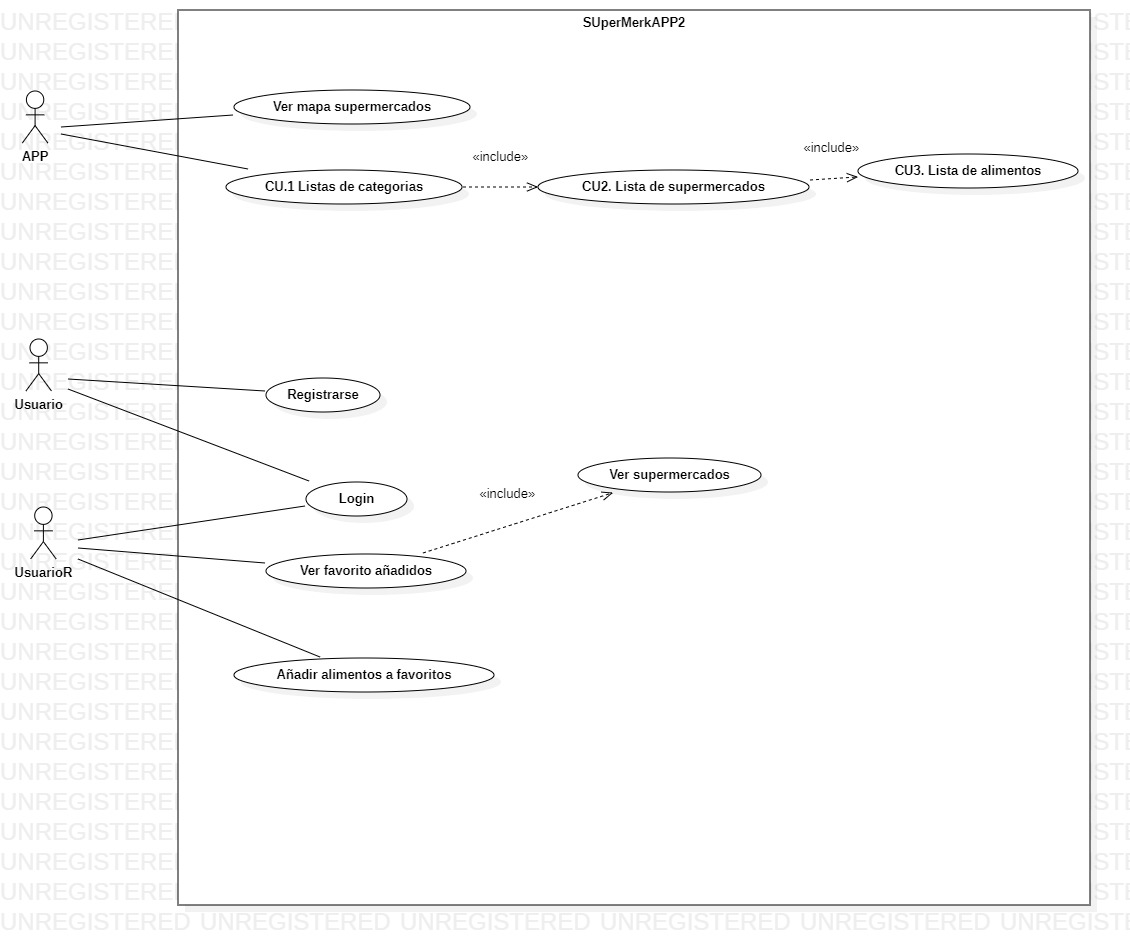 SUperMerkAPP2
Ver mapa supermercados
APP
«include»
«include»
CU.1 Listas de categorias
CU2. Lista de supermercados
CU3. Lista de alimentos
Usuario
Registrarse
Ver supermercados
«include»
Login
UsuarioR
Ver favorito añadidos
Añadir alimentos a favoritos
UNREGISTERED UNREGISTERED UNREGISTERED UNREGISTERED UNREGISTERED UNREGISTERED